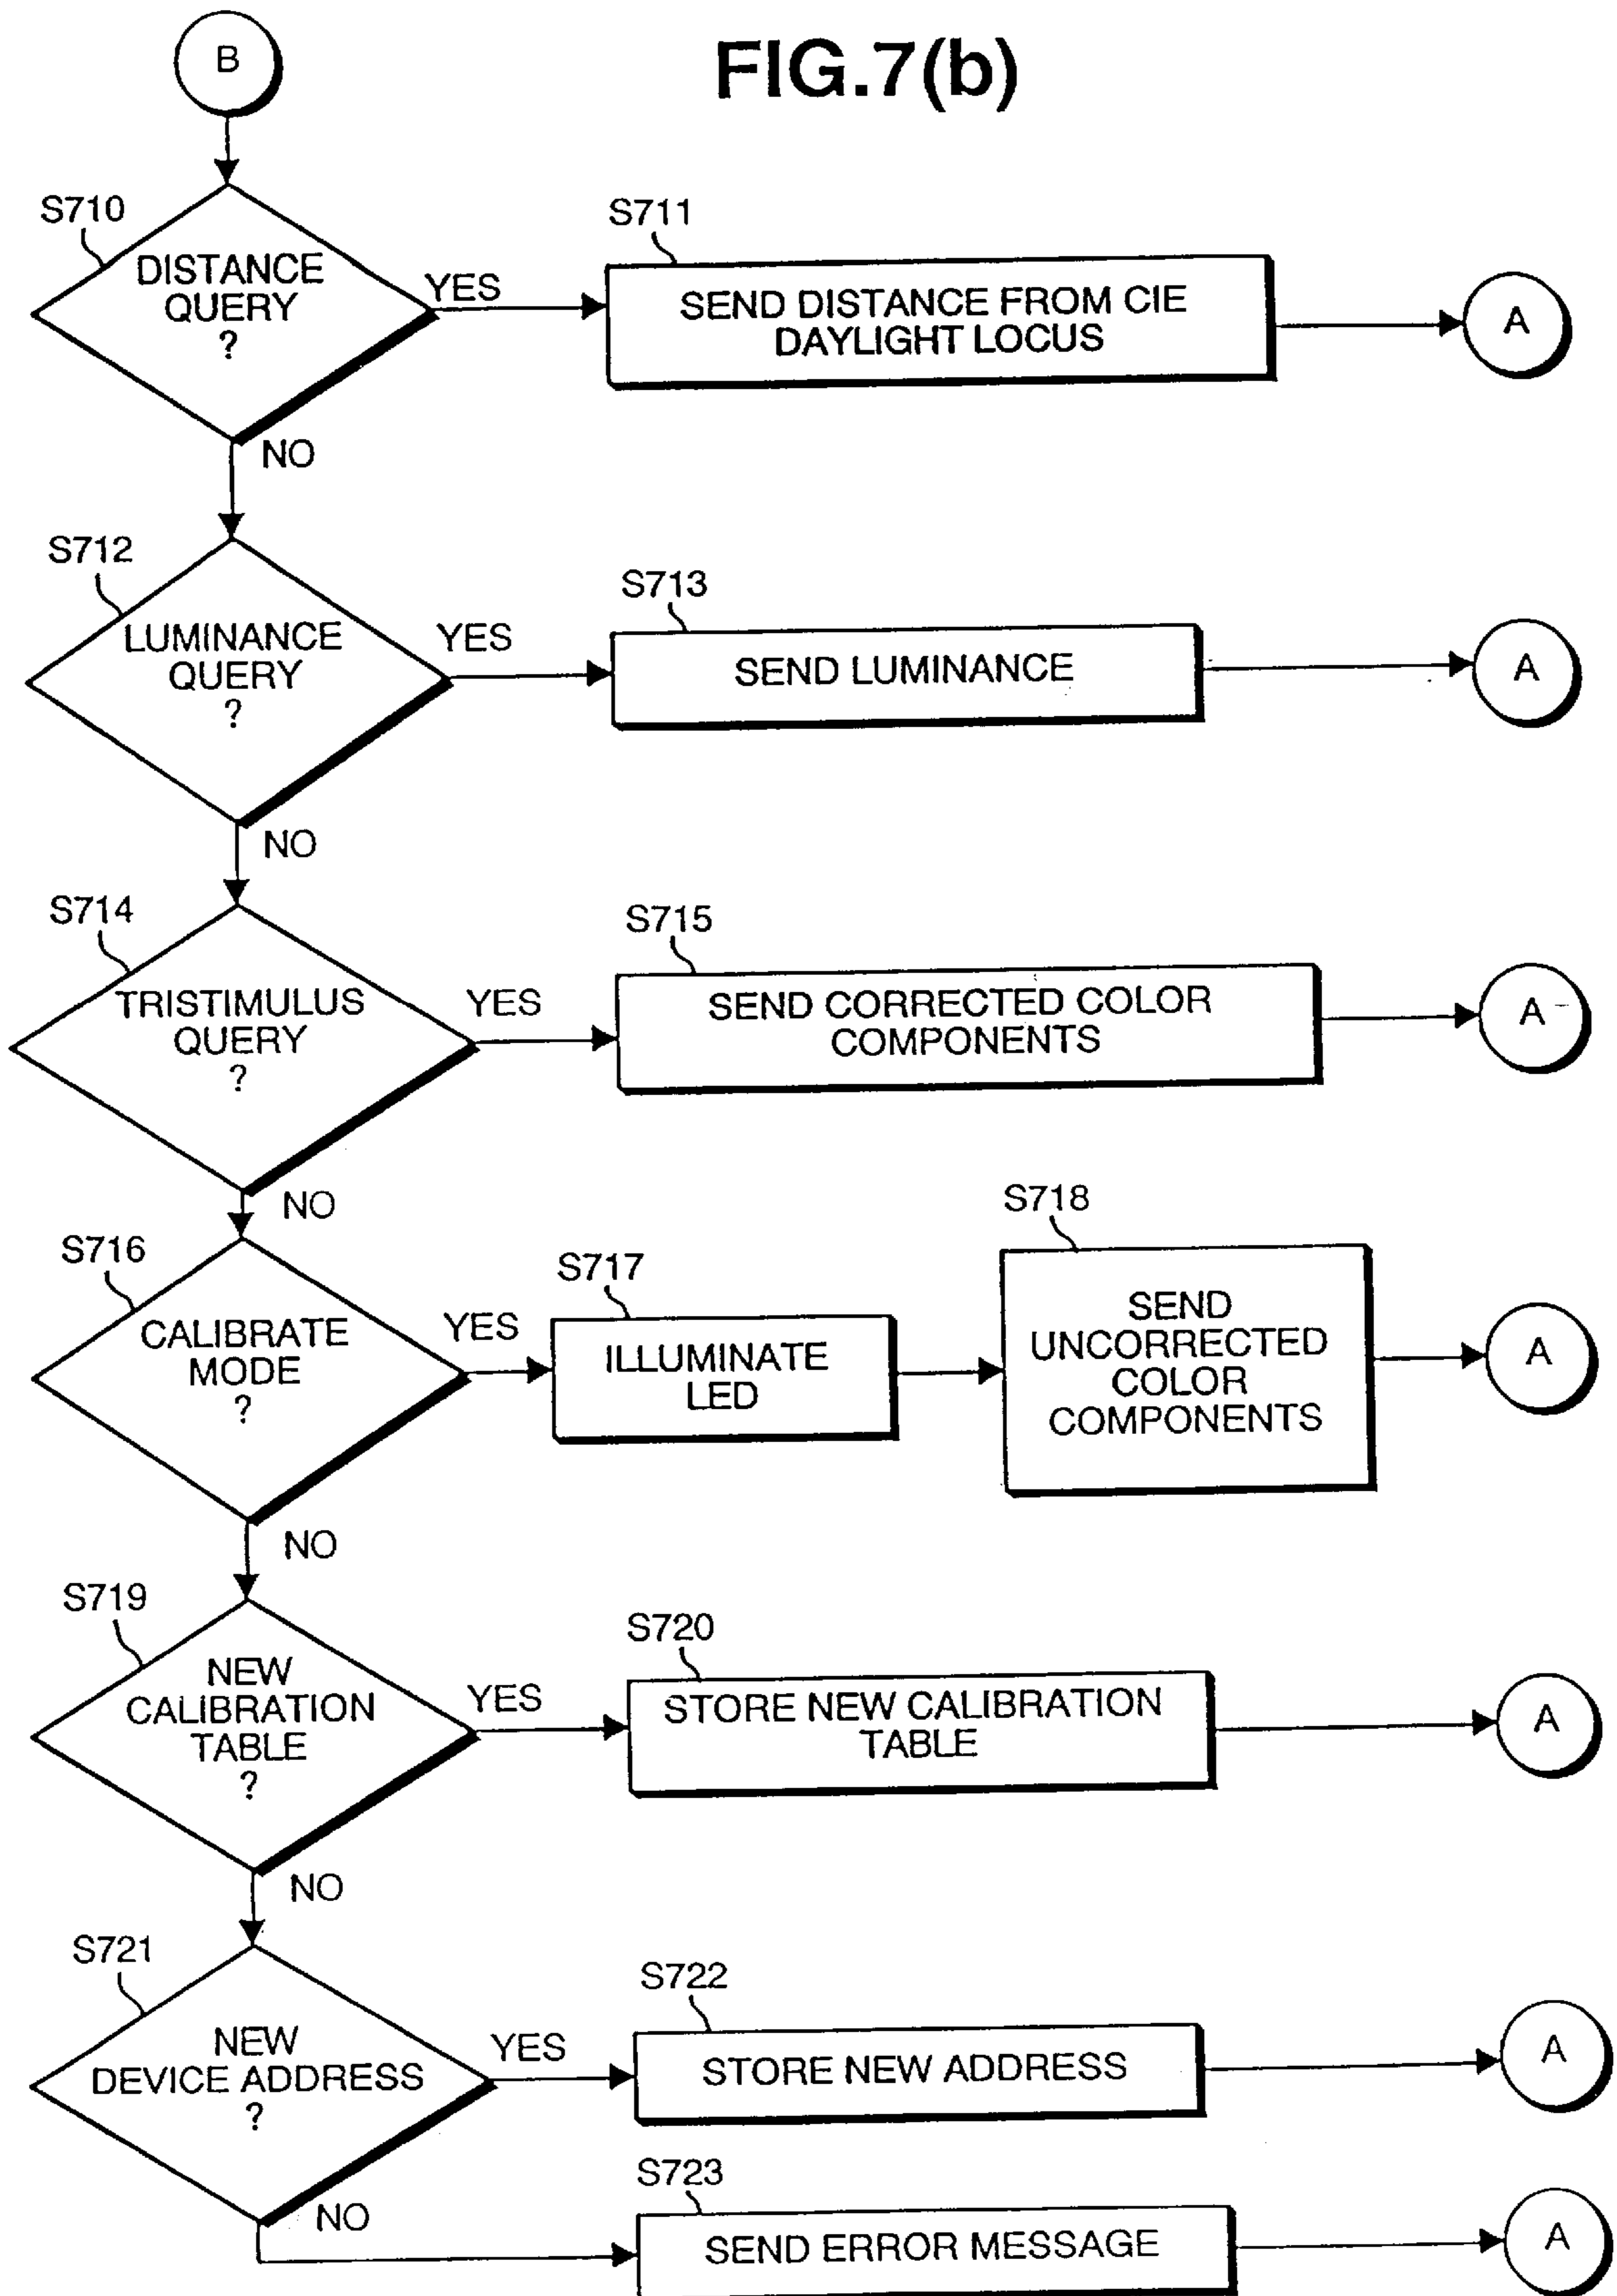 FIG.7(b)
B
S710
DISTANCE
QUERY
?
YES
NO
S711
SEND DISTANCE FROM CIE
DAYLIGHT LOCUS
A
S712
LUMINANCE
QUERY
?
YES
NO
S713
SEND LUMINANCE
A
S714
TRISTIMULUS
QUERY
?
YES
NO
S715
SEND CORRECTED COLOR
COMPONENTS
A
S716
CALIBRATE
MODE
?
YES
NO
S717
ILLUMINATE
LED
S718
SEND
UNCORRECTED
COLOR
COMPONENTS
A
S719
NEW
CALIBRATION
TABLE
?
YES
NO
S720
STORE NEW CALIBRATION
TABLE
A
S721
NEW
DEVICE ADDRESS
?
YES
NO
S722
STORE NEW ADDRESS
A
S723
SEND ERROR MESSAGE
A